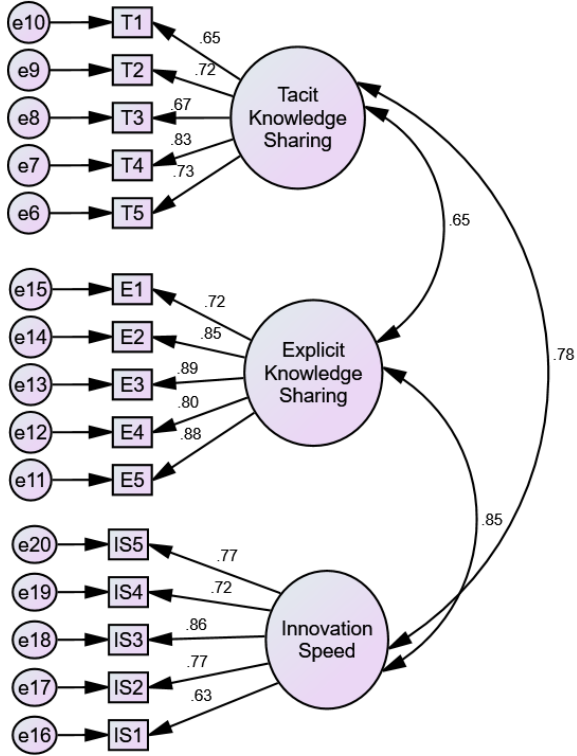 e10 T1 .65
e9 T2 .72
e8 T3 .67
e7 T4 .83
e6 T5 .73
Tacit
Knowledge
Sharing
.65
e15 E1 .72
e14 E2 .85
e13 E3 .89
e12 E4 .80
e11 E5 .88
Explicit
Knowledge
Sharing
.78
.85
e20 IS5 .77
e19 IS4 .72
e18 IS3 .86
e17 IS2 .77
e16 IS1 .63
Innovation
Speed